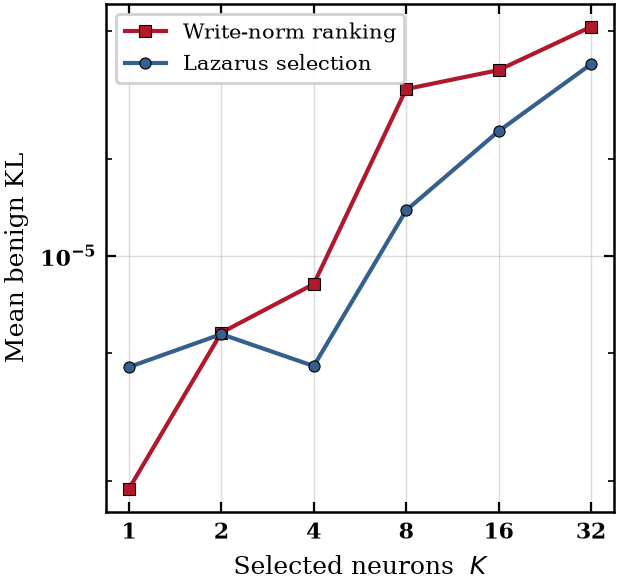 Write-norm ranking
Lazarus selection
Mean benign KL
10⁻⁵
1 2 4 8 16 32
Selected neurons K